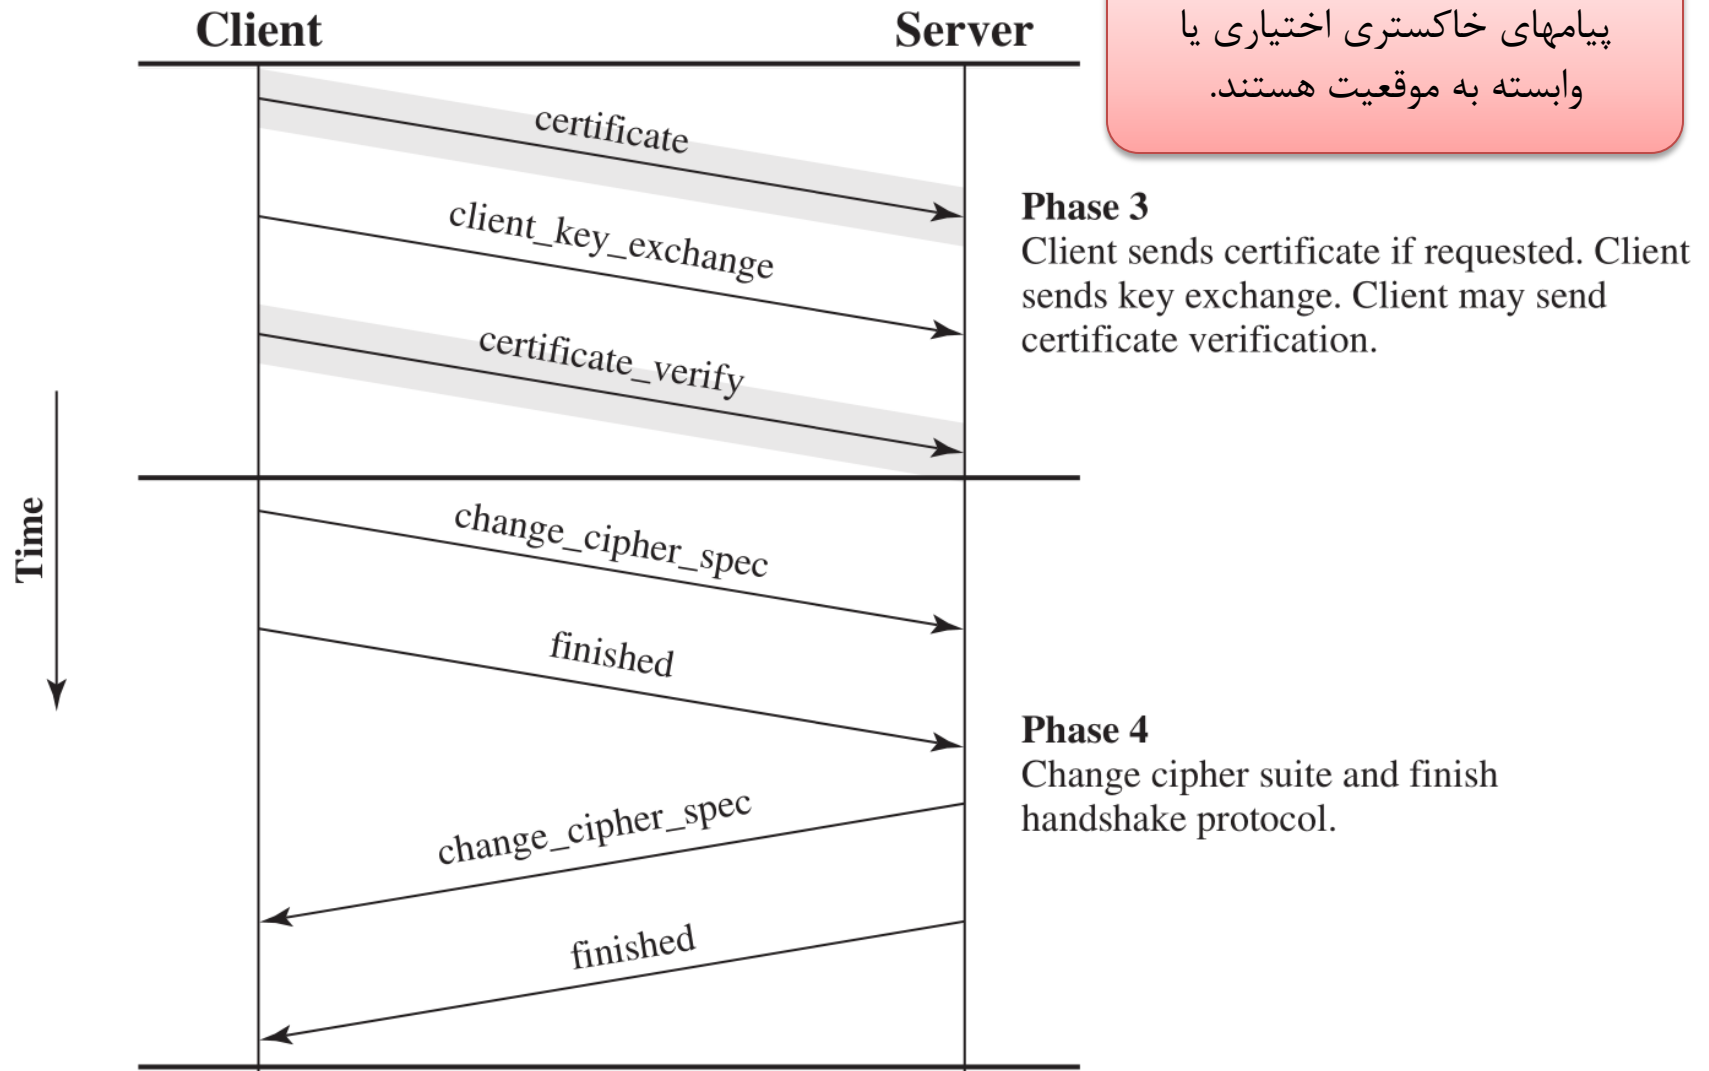 Client
Server
پیامهای خاکستری اختیاری یا
وابسته به موقعیت هستند.
certificate
client_key_exchange
certificate_verify
Phase 3
Client sends certificate if requested. Client
sends key exchange. Client may send
certificate verification.
Time
change_cipher_spec
finished
change_cipher_spec
finished
Phase 4
Change cipher suite and finish
handshake protocol.